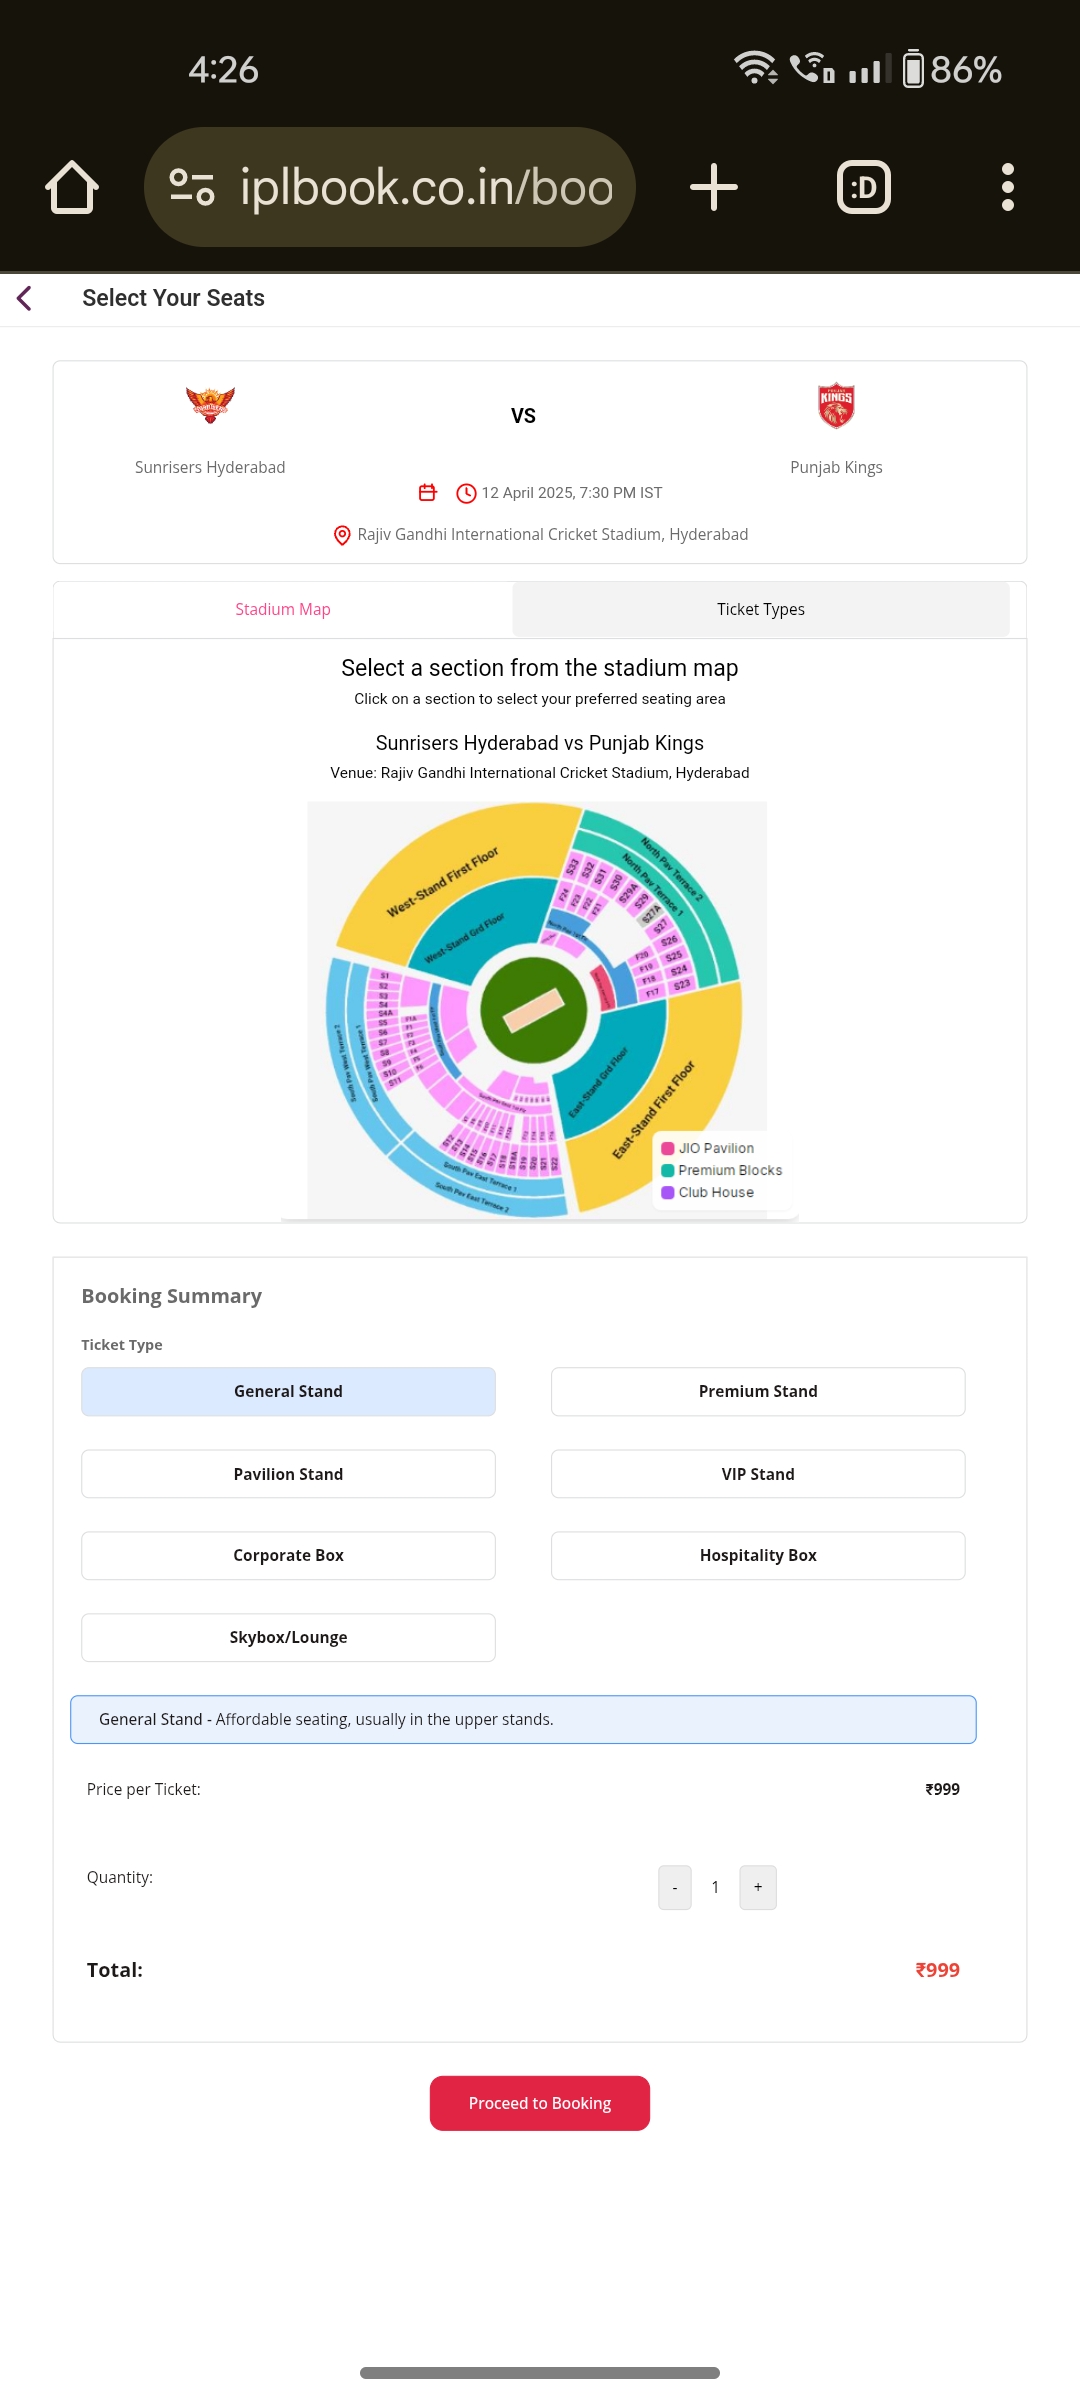 4:26
86%
iplbook.co.in/boo
:D
Select Your Seats
VS
KINGS
Sunrisers Hyderabad
Punjab Kings
12 April 2025, 7:30 PM IST
Rajiv Gandhi International Cricket Stadium, Hyderabad
Stadium Map
Ticket Types
Select a section from the stadium map
Click on a section to select your preferred seating area
Sunrisers Hyderabad vs Punjab Kings
Venue: Rajiv Gandhi International Cricket Stadium, Hyderabad
West-Stand First Floor
West-Stand Grd Floor
North Pav Terrace 2
North Pav Terrace 1
S33
S32
S31
S30
S29A
S29
S27A
S27
S26
S25
S24
S23
F24
F23
F22
F21
F20
F19
F18
F17
S1
S2
S3
S4
S4A
S5
S6
S7
S8
S9
S10
S11
South Pav West Terrace 2
South Pav West Terrace 1
East-Stand Grd Floor
East-Stand First Floor
S12
S13
S14
S15
S16
S17
S18
S18A
S19
S20
S21
S22
South Pav East Terrace 1
South Pav East Terrace 2
JIO Pavilion
Premium Blocks
Club House
Booking Summary
Ticket Type
General Stand
Premium Stand
Pavilion Stand
VIP Stand
Corporate Box
Hospitality Box
Skybox/Lounge
General Stand - Affordable seating, usually in the upper stands.
Price per Ticket:
₹999
Quantity:
- 1 +
Total:
₹999
Proceed to Booking